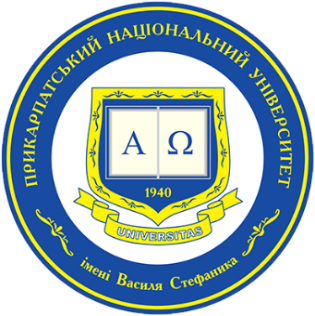 ПРИКАРПАТСЬКИЙ НАЦІОНАЛЬНИЙ УНІВЕРСИТЕТ
Α Ω
1940
UNIVERSITAS
імені Василя Стефаника